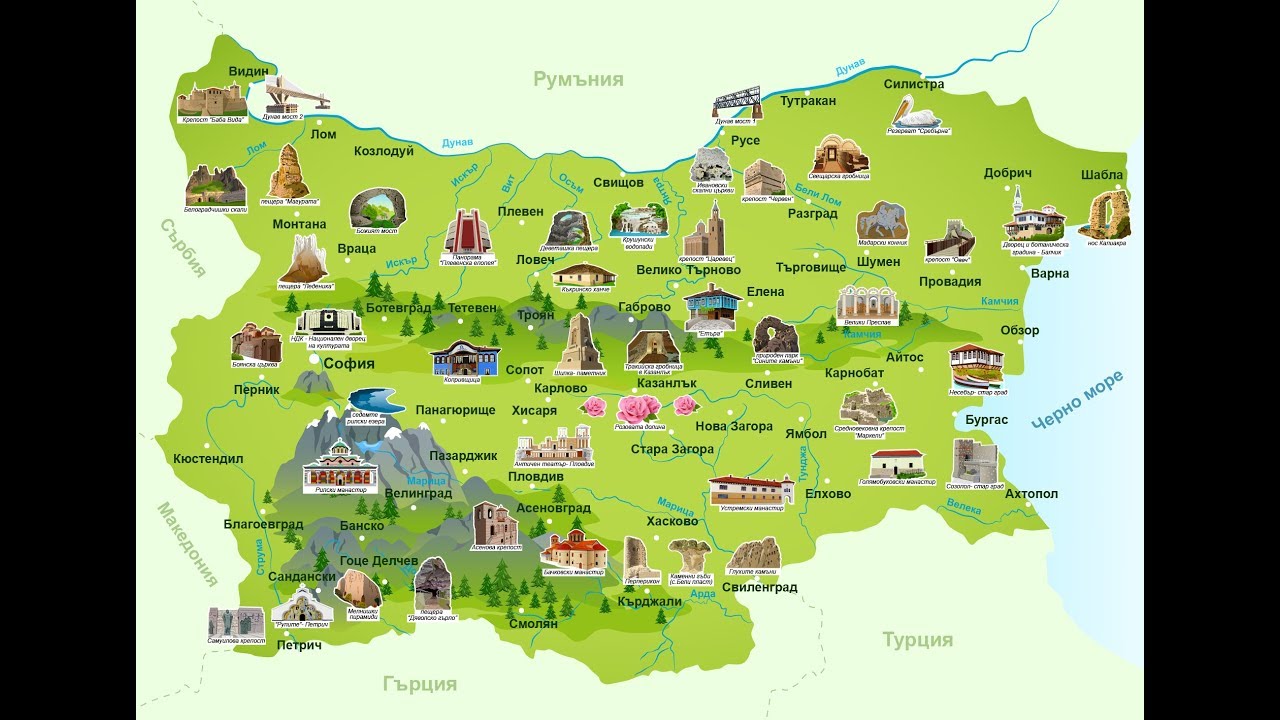 Румъния
Дунав
Видин
Силистра
Тутракан
Крепост "Баба Вида"
Дунав мост 2
Дунав мост 1
Резерват "Сребърна"
Лом
Козлодуй
Дунав
Русе
Лом
Искър
Вит
Осъм
Свищов
Янтра
Ивановски
скални църкви
крепост "Червен"
Свещарска гробница
Бели Лом
Добрич
Шабла
Белоградчишки скали
пещера "Магурата"
Божият мост
Плевен
Разград
Монтана
Враца
Панорама
"Плевенска епопея"
Деветашка пещера
Крушунски
водопади
крепост "Царевец"
Мадарски конник
крепост "Овеч"
Дворец и ботаническа
градина - Балчик
нос Калиакра
Сърбия
Искър
Ловеч
Велико Търново
Търговище
Шумен
Провадия
Варна
пещера "Леденика"
Къкринско ханче
Елена
Ботевград
Тетевен
Троян
Габрово
"Етъра"
Велики Преслав
Камчия
Камчия
Обзор
Боянска църква
НДК - Национален дворец
на културата
София
Копривщица
Шипка- паметник
Тракийска гробница
в Казанлък
природен парк
"Сините камъни"
Айтос
Карнобат
Несебър- стар град
Сопот
Карлово
Казанлък
Сливен
Перник
седемте
рилски езера
Панагюрище
Хисаря
Розовата долина
Нова Загора
Ямбол
Средновековна крепост
"Маркели"
Бургас
Черно море
Кюстендил
Рилски манастир
Пазарджик
Античен театър- Пловдив
Стара Загора
Тунджа
Голямобуковски манастир
Созопол- стар град
Марица
Велинград
Пловдив
Устремски манастир
Елхово
Ахтопол
Велека
Македония
Благоевград
Банско
Асеновград
Марица
Хасково
Асенова крепост
Струма
Гоце Делчев
Бачковски манастир
Перперикон
Каменни гъби
(с.Бели пласт)
Глухите камъни
Свиленград
Сандански
Мелнишки
пирамиди
пещера
"Дяволско гърло"
Кърджали
Арда
Самуилова крепост
"Рупите"- Петрич
Петрич
Смолян
Турция
Гърция